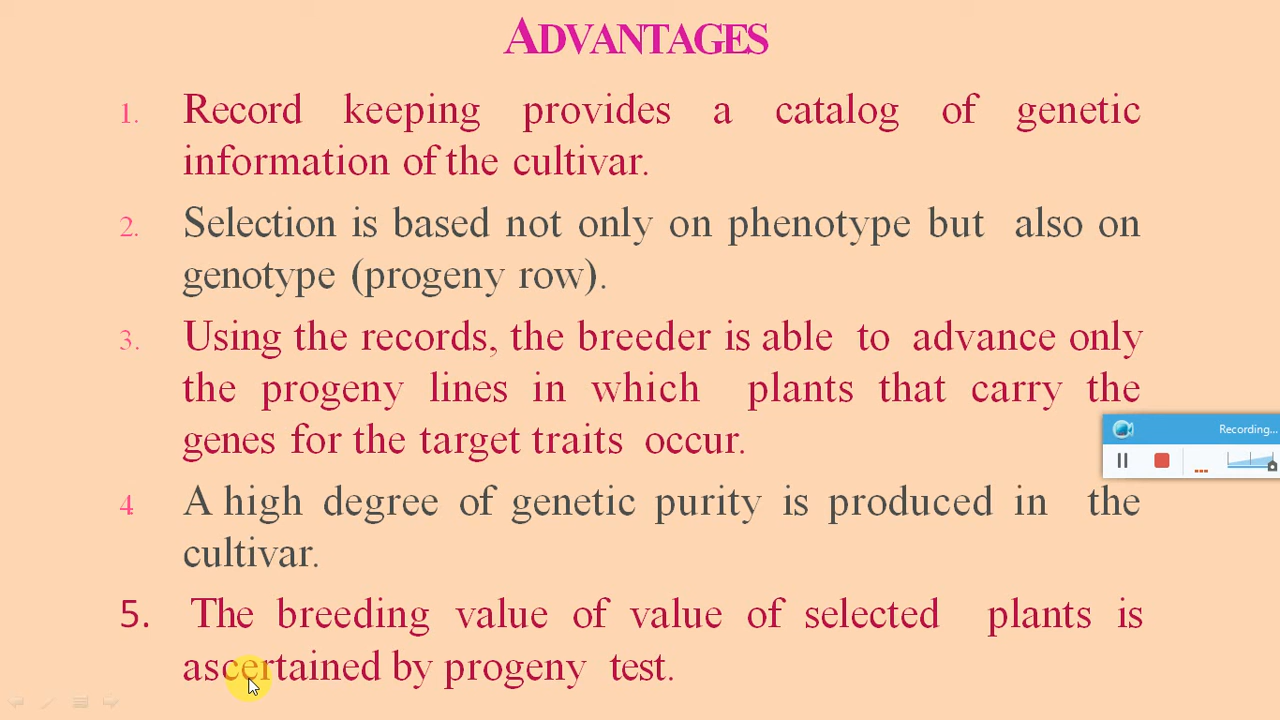 ADVANTAGES
1. Record keeping provides a catalog of genetic
information of the cultivar.
2. Selection is based not only on phenotype but also on
genotype (progeny row).
3. Using the records, the breeder is able to advance only
the progeny lines in which plants that carry the
genes for the target traits occur.
Recording...
4. A high degree of genetic purity is produced in the
cultivar.
5. The breeding value of value of selected plants is
ascertained by progeny test.